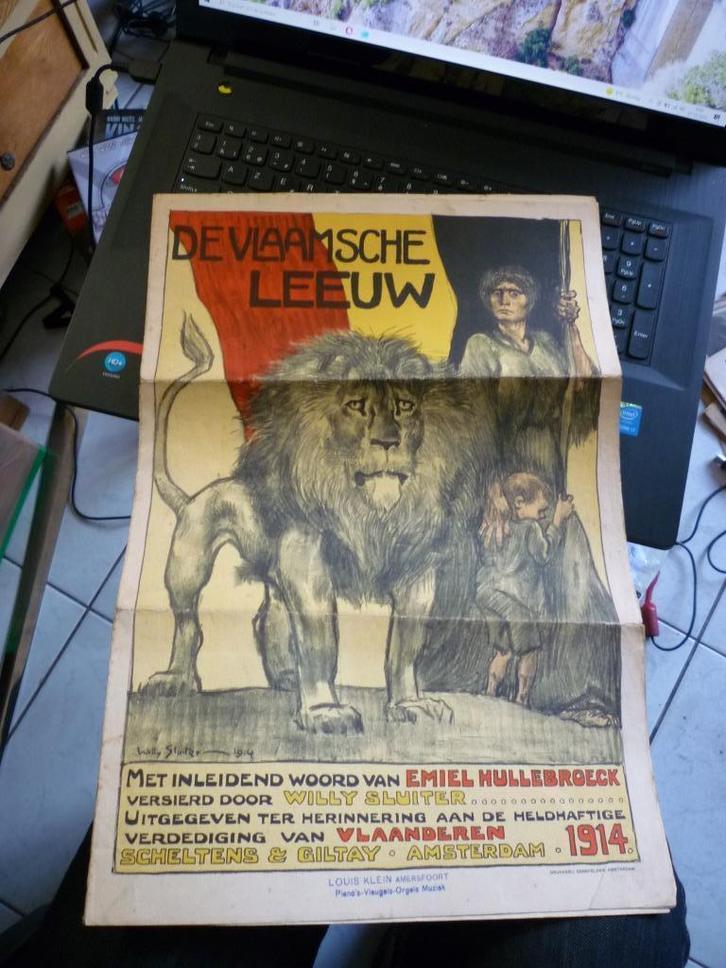 DE VLAAMSCHE
LEEUW
Willy Sluiter 1914
MET INLEIDEND WOORD VAN EMIEL HULLEBROECK
VERSIERD DOOR WILLY SLUITER
UITGEGEVEN TER HERINNERING AAN DE HELDHAFTIGE
VERDEDIGING VAN VLAANDEREN 1914.
SCHELTENS & GILTAY · AMSTERDAM ·
LOUIS KLEIN AMERSFOORT
Piano's-Vleugels-Orgels Muziek